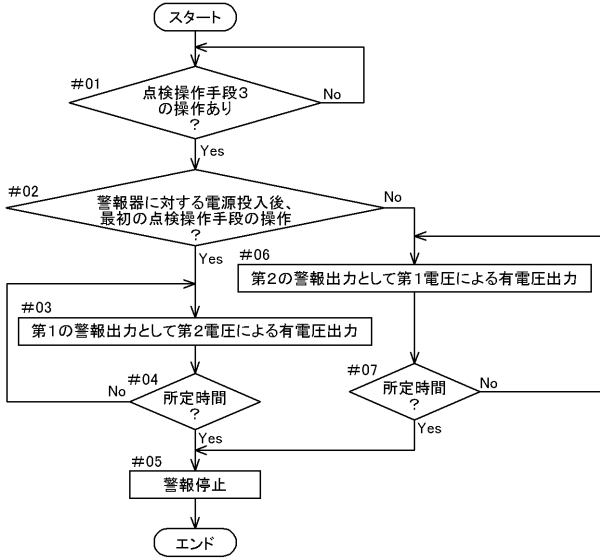 スタート
#01
点検操作手段3
の操作あり
?
No
Yes
#02
警報器に対する電源投入後、
最初の点検操作手段の操作
?
No
Yes
#06
第2の警報出力として第1電圧による有電圧出力
#03
第1の警報出力として第2電圧による有電圧出力
#07
所定時間
?
No
Yes
#04
所定時間
?
No
Yes
#05
警報停止
エンド